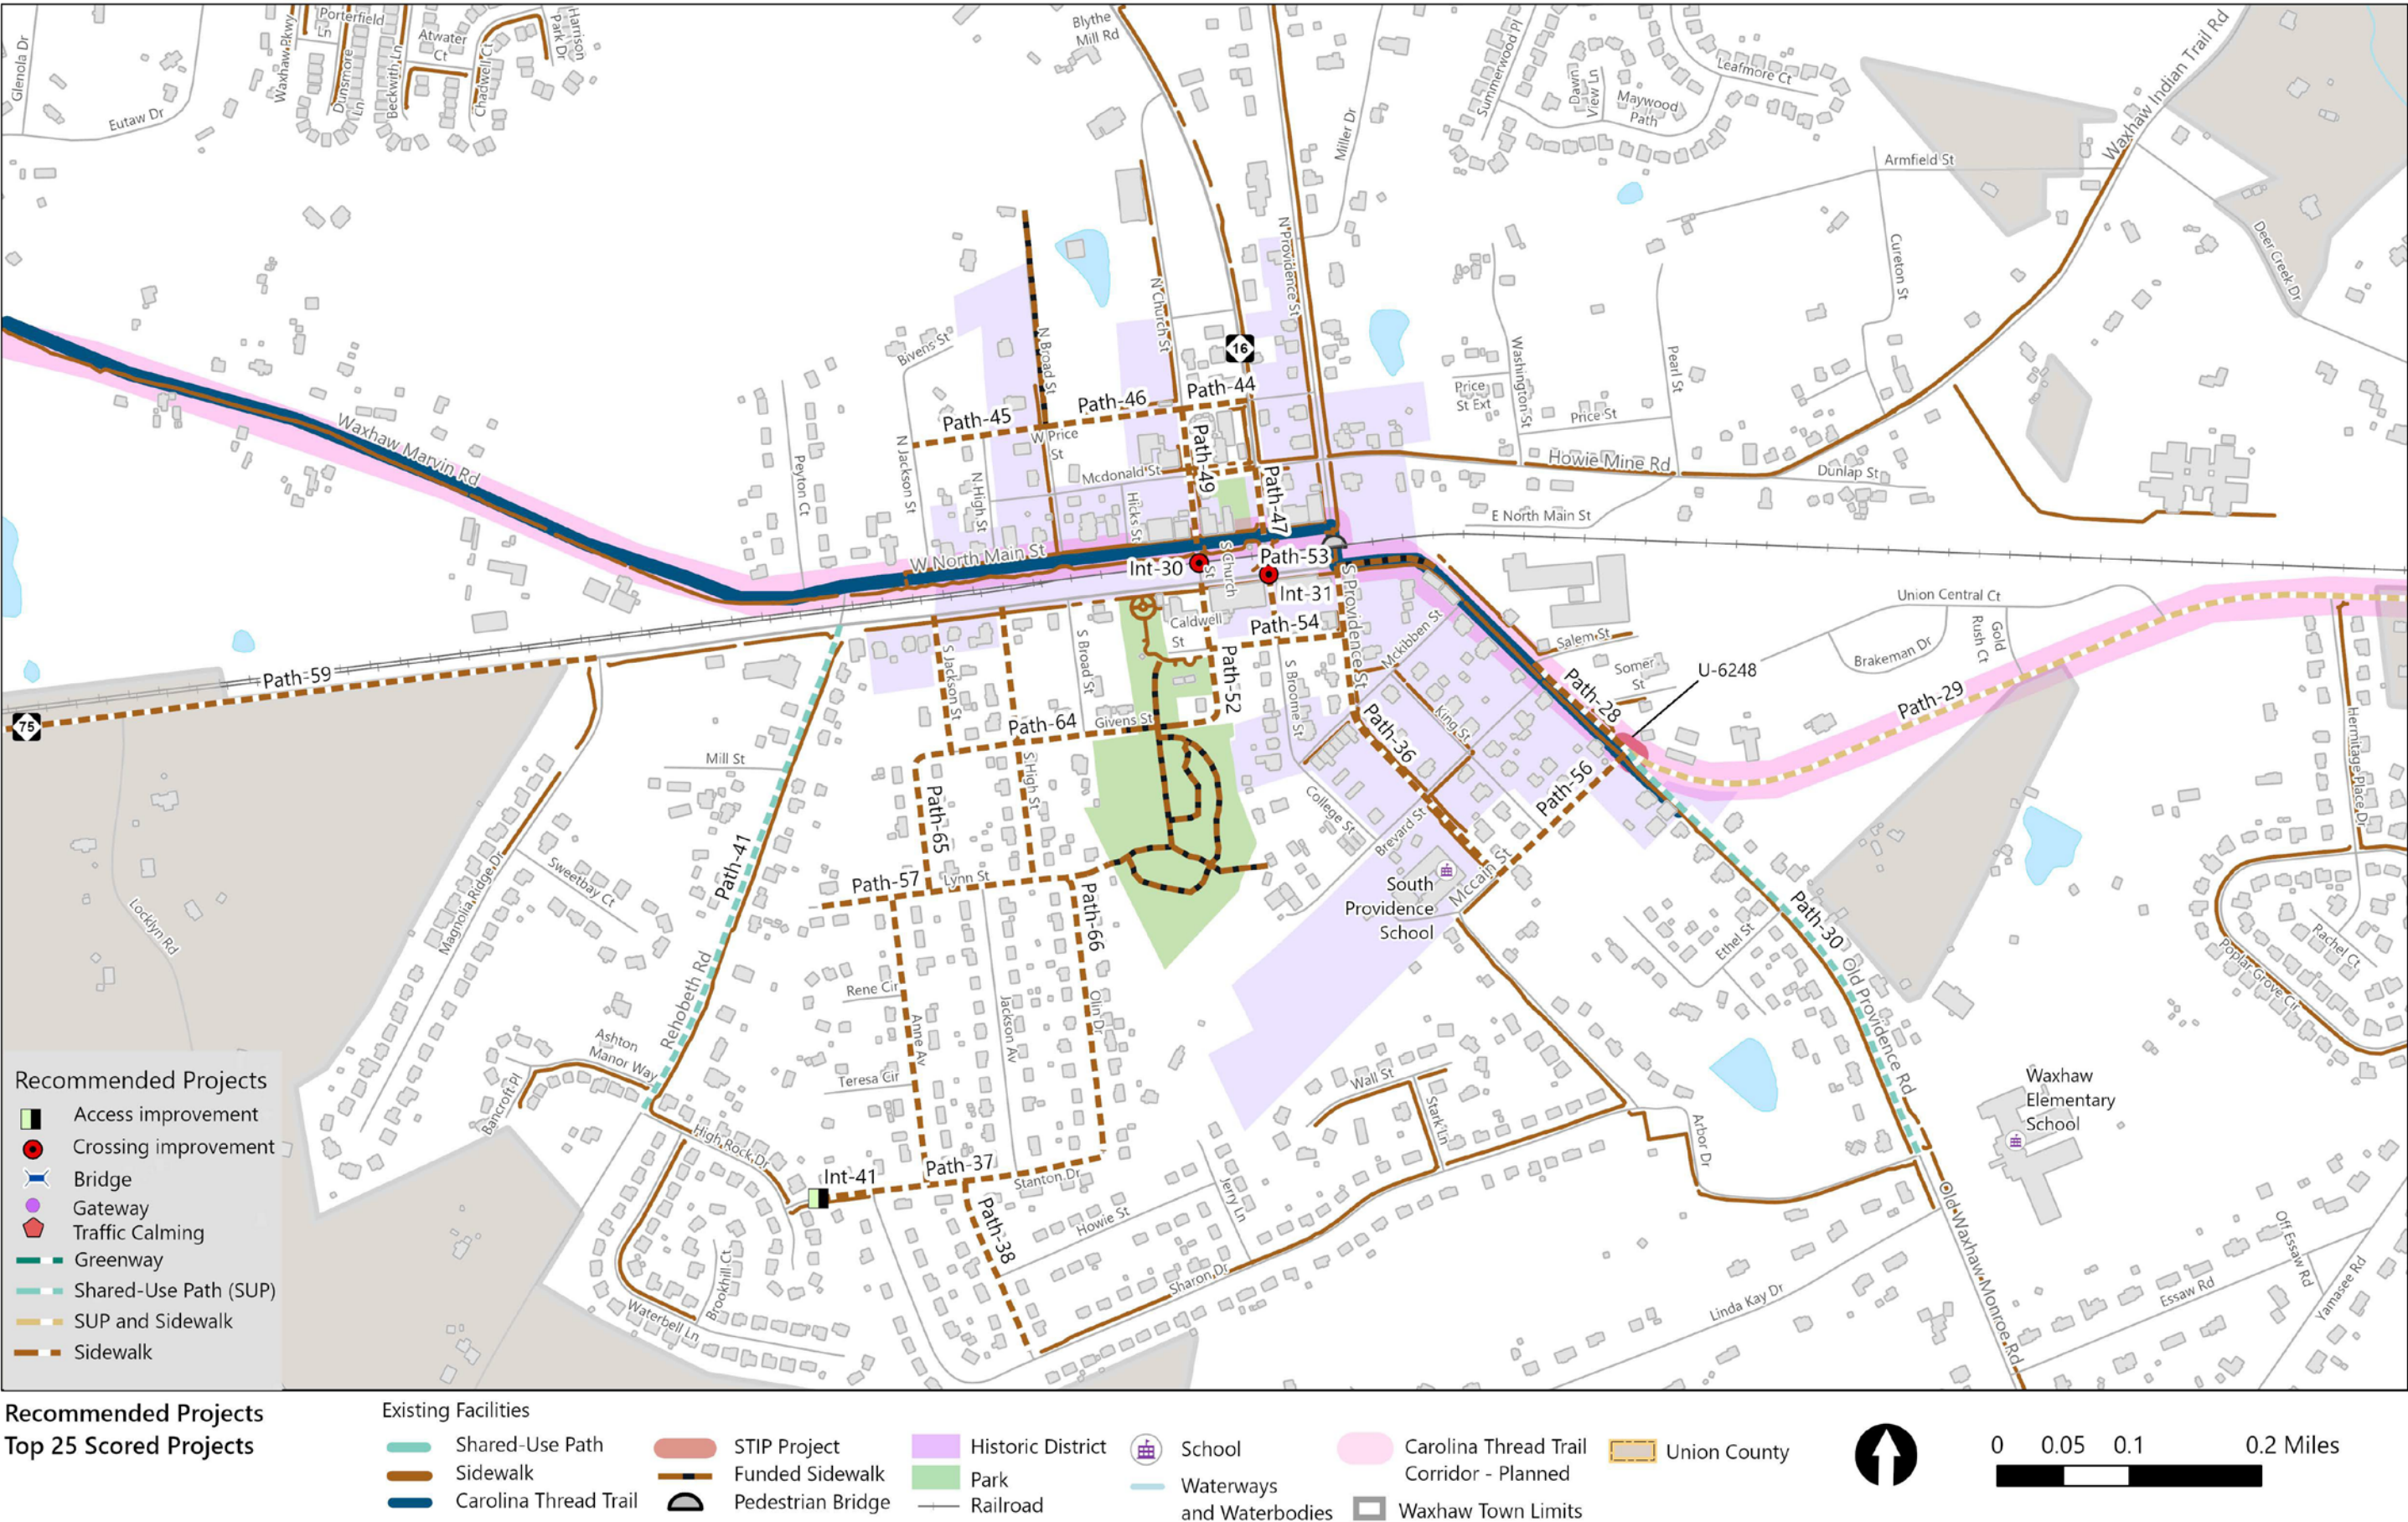 Glenola Dr
Eutaw Dr
Waxhaw Pkwy
Porterfield
Ln
Dunsmore
Ln
Beckwith Ln
Atwater
Ct
Chadwell Ct
Harrison
Park Dr
Blythe
Mill Rd
Miller Dr
Summerwood Pl
Dawn
View Ln
Maywood
Path
Leafmore Ct
Waxhaw Indian Trail Rd
Armfield St
Cureton St
Deer Creek Dr
N Providence St
N Church St
16
Bivens St
N Broad St
Path-45
Path-46
Path-44
W Price
St
Path-49
Mcdonald St
Path-47
N Jackson St
N High St
Hicks St
Peyton Ct
Waxhaw Marvin Rd
W North Main St
Washington St
Pearl St
Price
St Ext
Price St
Howie Mine Rd
Dunlap St
E North Main St
Int-30
Path-53
S Church
St
Int-31
Caldwell
St
Path-54
S Providence St
Mckibben St
Salem St
Somer
St
U-6248
Union Central Ct
Brakeman Dr
Gold
Rush Ct
Path-29
Hermitage Place Dr
Path-59
75
S Jackson St
S Broad St
Path-52
S Broome St
Path-64
Givens St
S High St
Path-36
King St
Path-28
Path-56
College St
Brevard St
Mccain St
South
Providence
School
Mill St
Path-41
Path-65
Path-57
Lynn St
Path-66
Magnolia Ridge Dr
Sweetbay Ct
Locklyn Rd
Rehobeth Rd
Rene Cir
Anne Av
Jackson Av
Olin Dr
Teresa Cir
Ashton
Manor Way
Bancroft Pl
High Rock Dr
Int-41
Path-37
Stanton Dr
Path-38
Howie St
Jerry Ln
Sharon Dr
Brookhill Ct
Waterbell Ln
Wall St
Stark Ln
Arbor Dr
Ethel St
Path-30
Old Providence Rd
Waxhaw
Elementary
School
Poplar Grove Cir
Rachel Ct
Old Waxhaw-Monroe Rd
Linda Kay Dr
Off Essaw Rd
Essaw Rd
Yamasee Rd
Recommended Projects
Access improvement
Crossing improvement
Bridge
Gateway
Traffic Calming
Greenway
Shared-Use Path (SUP)
SUP and Sidewalk
Sidewalk
Recommended Projects
Top 25 Scored Projects
Existing Facilities
Shared-Use Path
Sidewalk
Carolina Thread Trail
STIP Project
Funded Sidewalk
Pedestrian Bridge
Historic District
Park
Railroad
School
Waterways
and Waterbodies
Carolina Thread Trail
Corridor - Planned
Waxhaw Town Limits
Union County
0 0.05 0.1 0.2 Miles